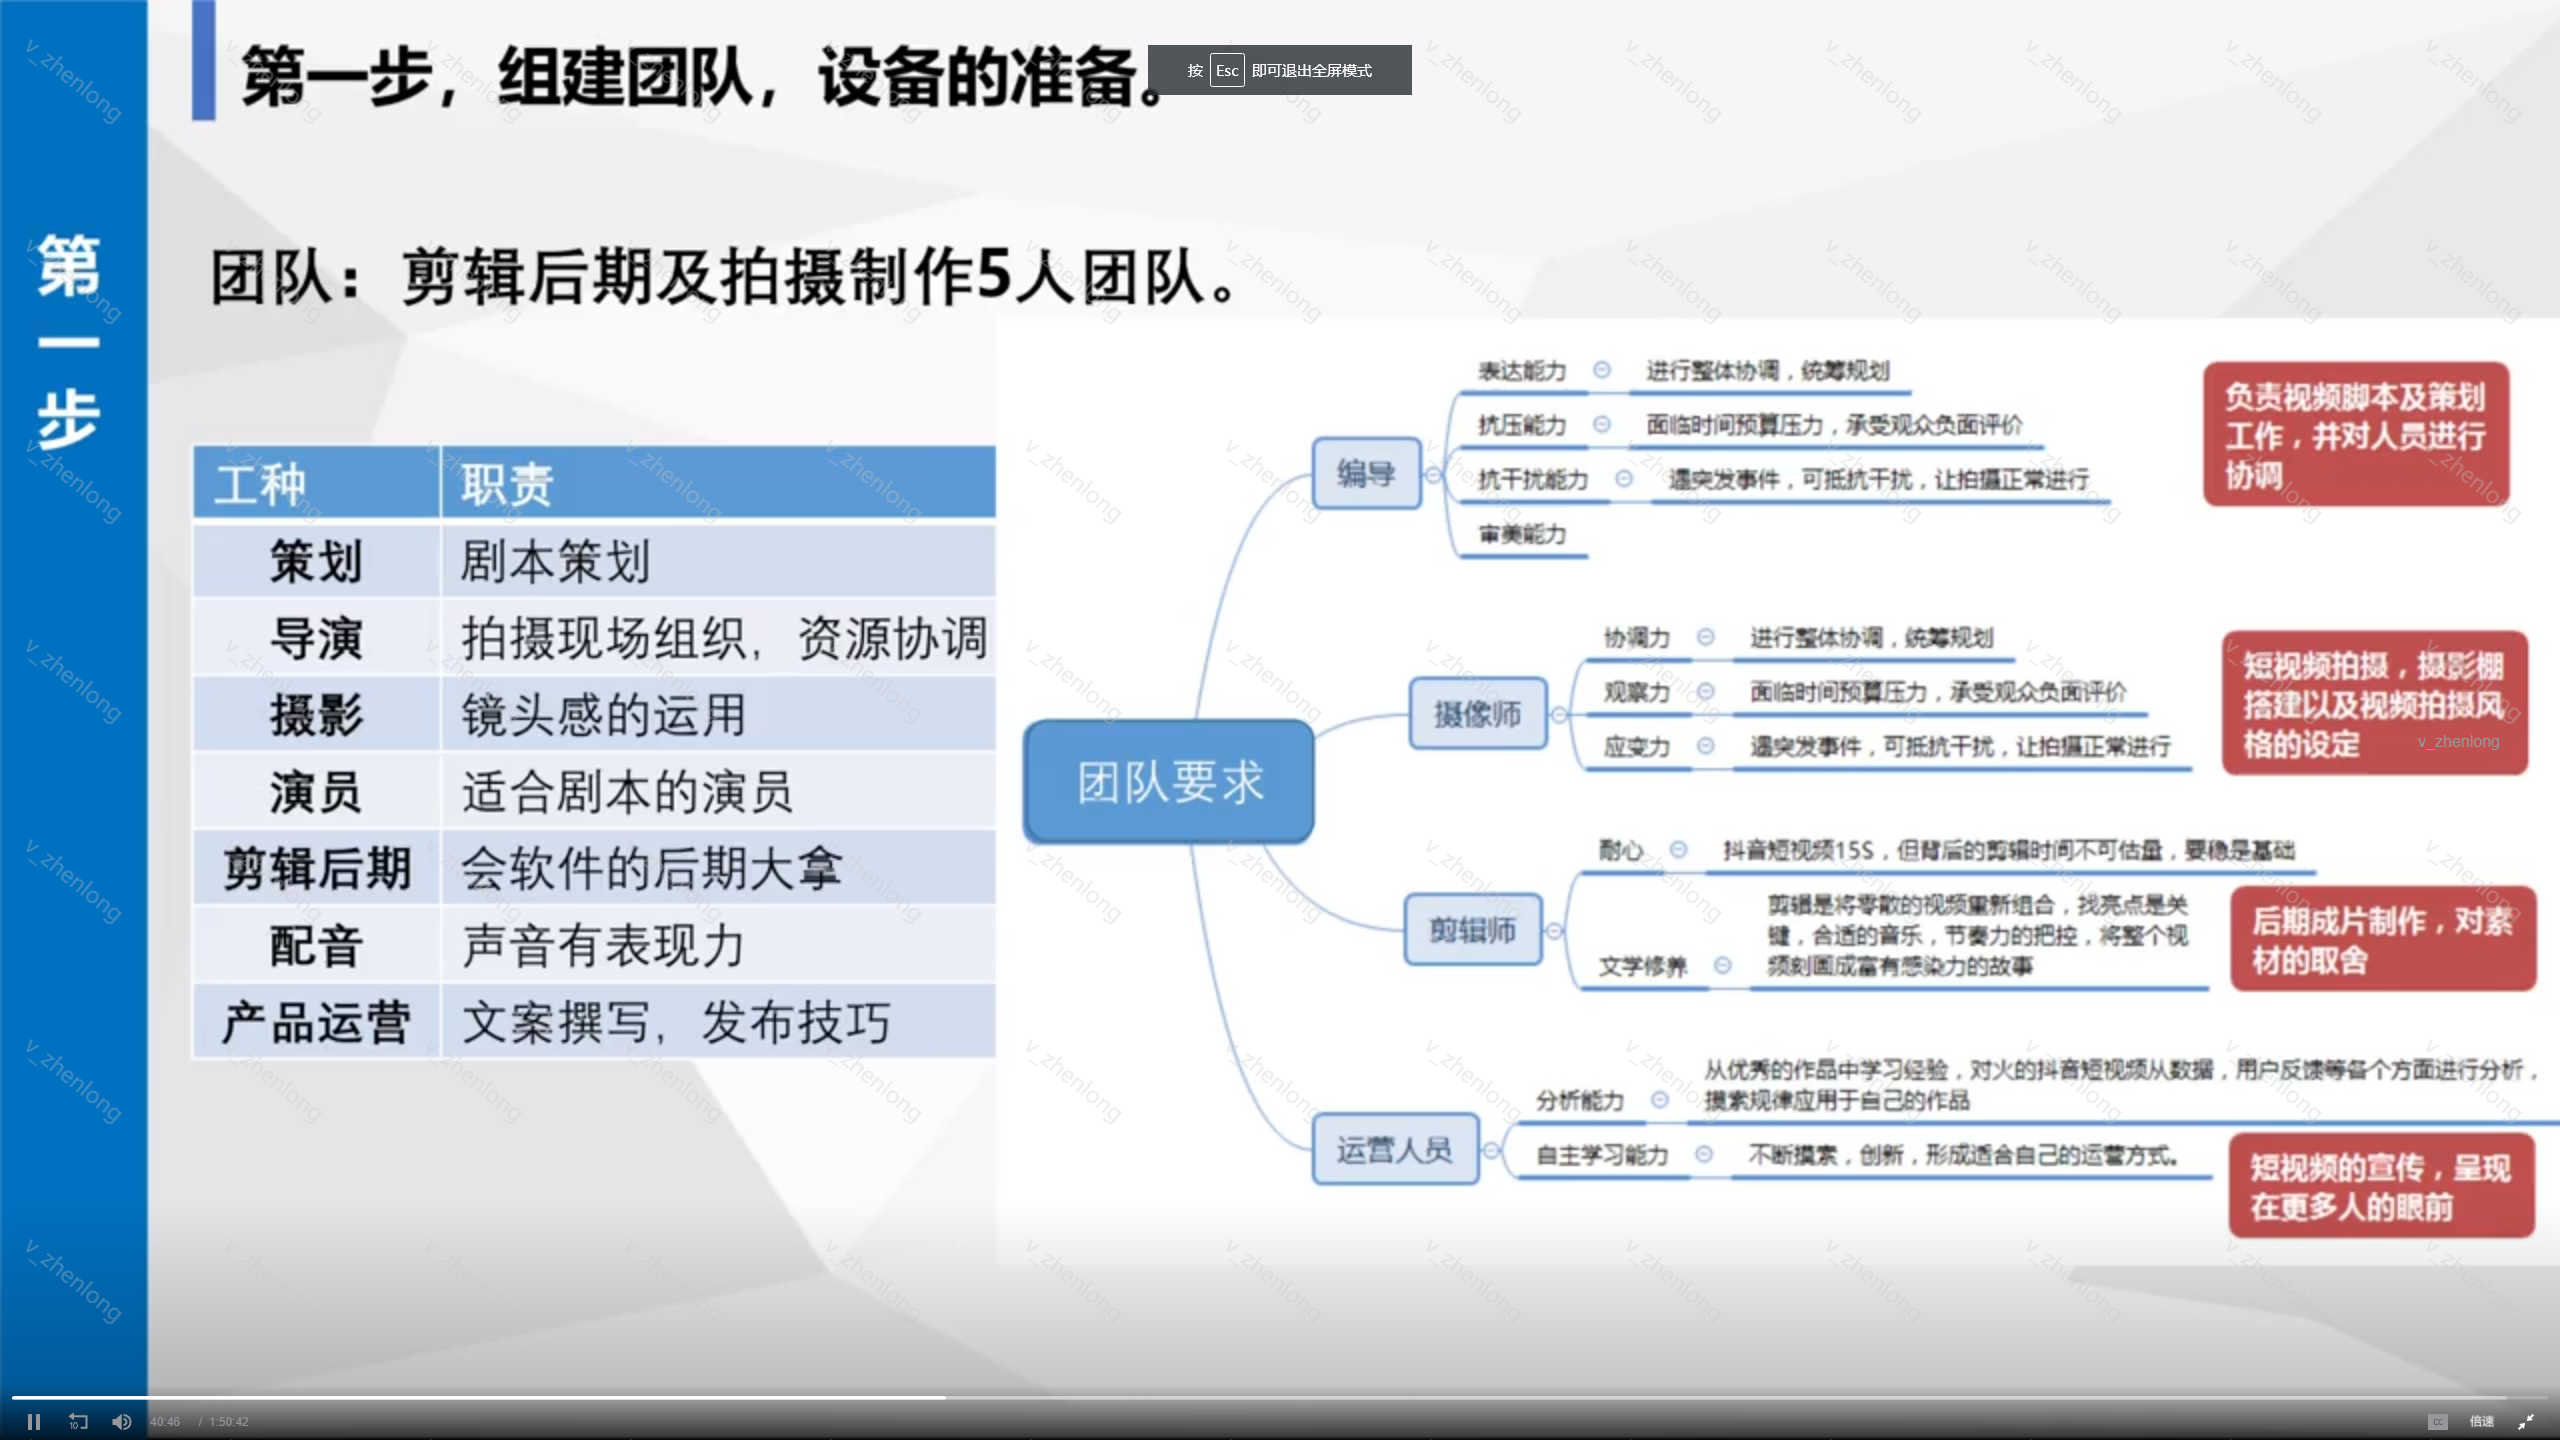 第一步，组建团队，设备的准备。
按 Esc 即可退出全屏模式
第一步
团队：剪辑后期及拍摄制作5人团队。
工种 职责
策划 剧本策划
导演 拍摄现场组织，资源协调
摄影 镜头感的运用
演员 适合剧本的演员
剪辑后期 会软件的后期大拿
配音 声音有表现力
产品运营 文案撰写，发布技巧
团队要求
编导
表达能力 进行整体协调，统筹规划
抗压能力 面临时间预算压力，承受观众负面评价
抗干扰能力 遇突发事件，可抵抗干扰，让拍摄正常进行
审美能力
负责视频脚本及策划
工作，并对人员进行
协调
摄像师
协调力 进行整体协调，统筹规划
观察力 面临时间预算压力，承受观众负面评价
应变力 遇突发事件，可抵抗干扰，让拍摄正常进行
短视频拍摄，摄影棚
搭建以及视频拍摄风
格的设定
v_zhenlong
剪辑师
耐心 抖音短视频15S，但背后的剪辑时间不可估量，要稳是基础
文学修养
剪辑是将零散的视频重新组合，找亮点是关
键，合适的音乐，节奏力的把控，将整个视
频刻画成富有感染力的故事
后期成片制作，对素
材的取舍
运营人员
分析能力
从优秀的作品中学习经验，对火的抖音短视频从数据，用户反馈等各个方面进行分析，
摸索规律应用于自己的作品
自主学习能力 不断摸索，创新，形成适合自己的运营方式。
短视频的宣传，呈现
在更多人的眼前
10
40:46 / 1:50:42
CC 倍速